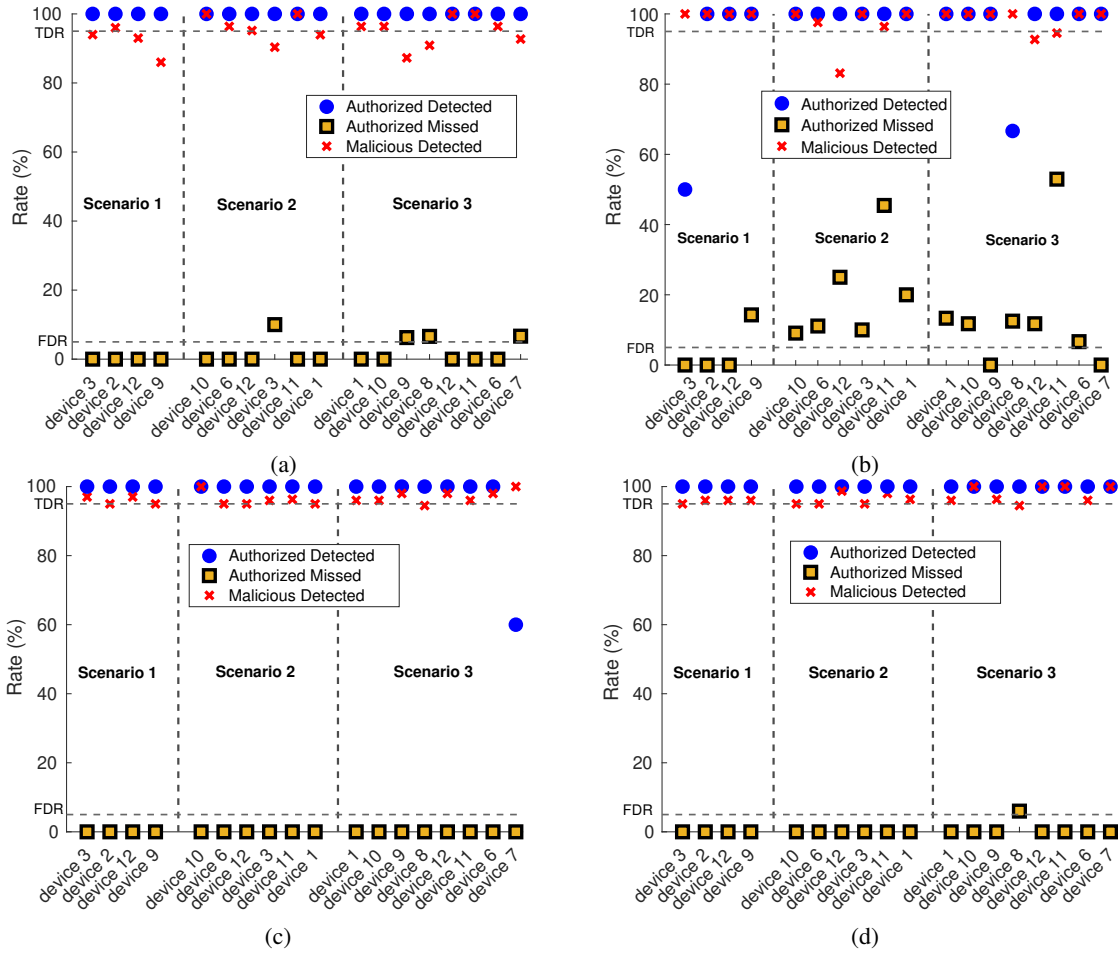 100
TDR
80
60
40
20
FDR
0
Rate (%)
Authorized Detected
Authorized Missed
Malicious Detected
Scenario 1
Scenario 2
Scenario 3
device 3
device 2
device 12
device 9
device 10
device 6
device 12
device 3
device 11
device 1
device 1
device 10
device 9
device 8
device 12
device 11
device 6
device 7
(a)
100
TDR
80
60
40
20
FDR
0
Rate (%)
Authorized Detected
Authorized Missed
Malicious Detected
Scenario 1
Scenario 2
Scenario 3
device 3
device 2
device 12
device 9
device 10
device 6
device 12
device 3
device 11
device 1
device 1
device 10
device 9
device 8
device 12
device 11
device 6
device 7
(b)
100
TDR
80
60
40
20
FDR
0
Rate (%)
Authorized Detected
Authorized Missed
Malicious Detected
Scenario 1
Scenario 2
Scenario 3
device 3
device 2
device 12
device 9
device 10
device 6
device 12
device 3
device 11
device 1
device 1
device 10
device 9
device 8
device 12
device 11
device 6
device 7
(c)
100
TDR
80
60
40
20
FDR
0
Rate (%)
Authorized Detected
Authorized Missed
Malicious Detected
Scenario 1
Scenario 2
Scenario 3
device 3
device 2
device 12
device 9
device 10
device 6
device 12
device 3
device 11
device 1
device 1
device 10
device 9
device 8
device 12
device 11
device 6
device 7
(d)